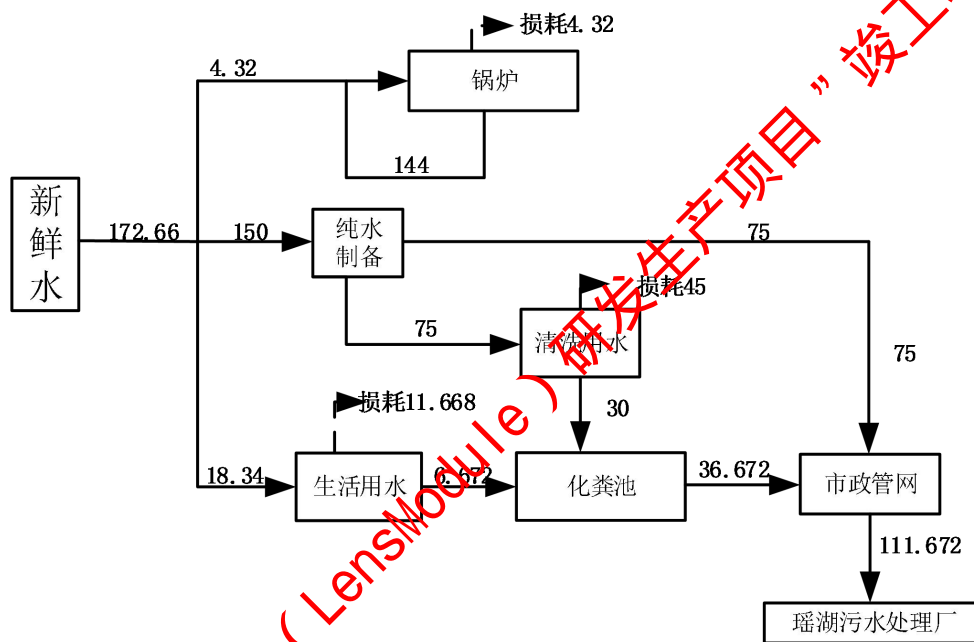 损耗4.32
4.32
锅炉
144
新鲜水
172.66
150
纯水
制备
75
损耗45
75
清洗用水
75
30
损耗11.668
18.34
生活用水
6.672
化粪池
36.672
市政管网
111.672
瑶湖污水处理厂
（LensModule）研发生产项目”竣工